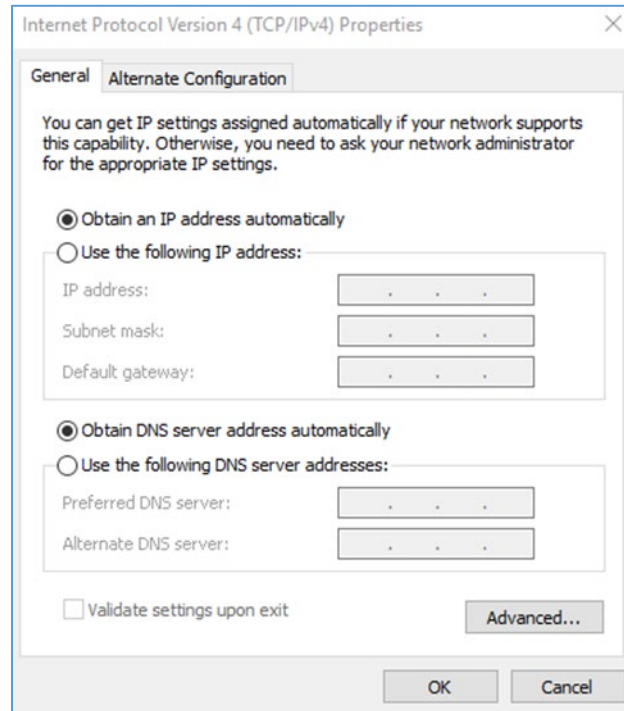 Internet Protocol Version 4 (TCP/IPv4) Properties
General
Alternate Configuration
You can get IP settings assigned automatically if your network supports
this capability. Otherwise, you need to ask your network administrator
for the appropriate IP settings.
Obtain an IP address automatically
Use the following IP address:
IP address:
Subnet mask:
Default gateway:
Obtain DNS server address automatically
Use the following DNS server addresses:
Preferred DNS server:
Alternate DNS server:
Validate settings upon exit
Advanced...
OK
Cancel